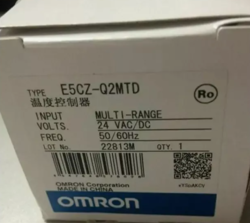 TYPE E5CZ-Q2MTD
温度控制器
Ro
INPUT MULTI-RANGE
VOLTS. 24 VAC/DC
FREQ. 50/60Hz
LOT No. 22813M QTY. 1
OMRON Corporation
MADE IN CHINA
OMRON